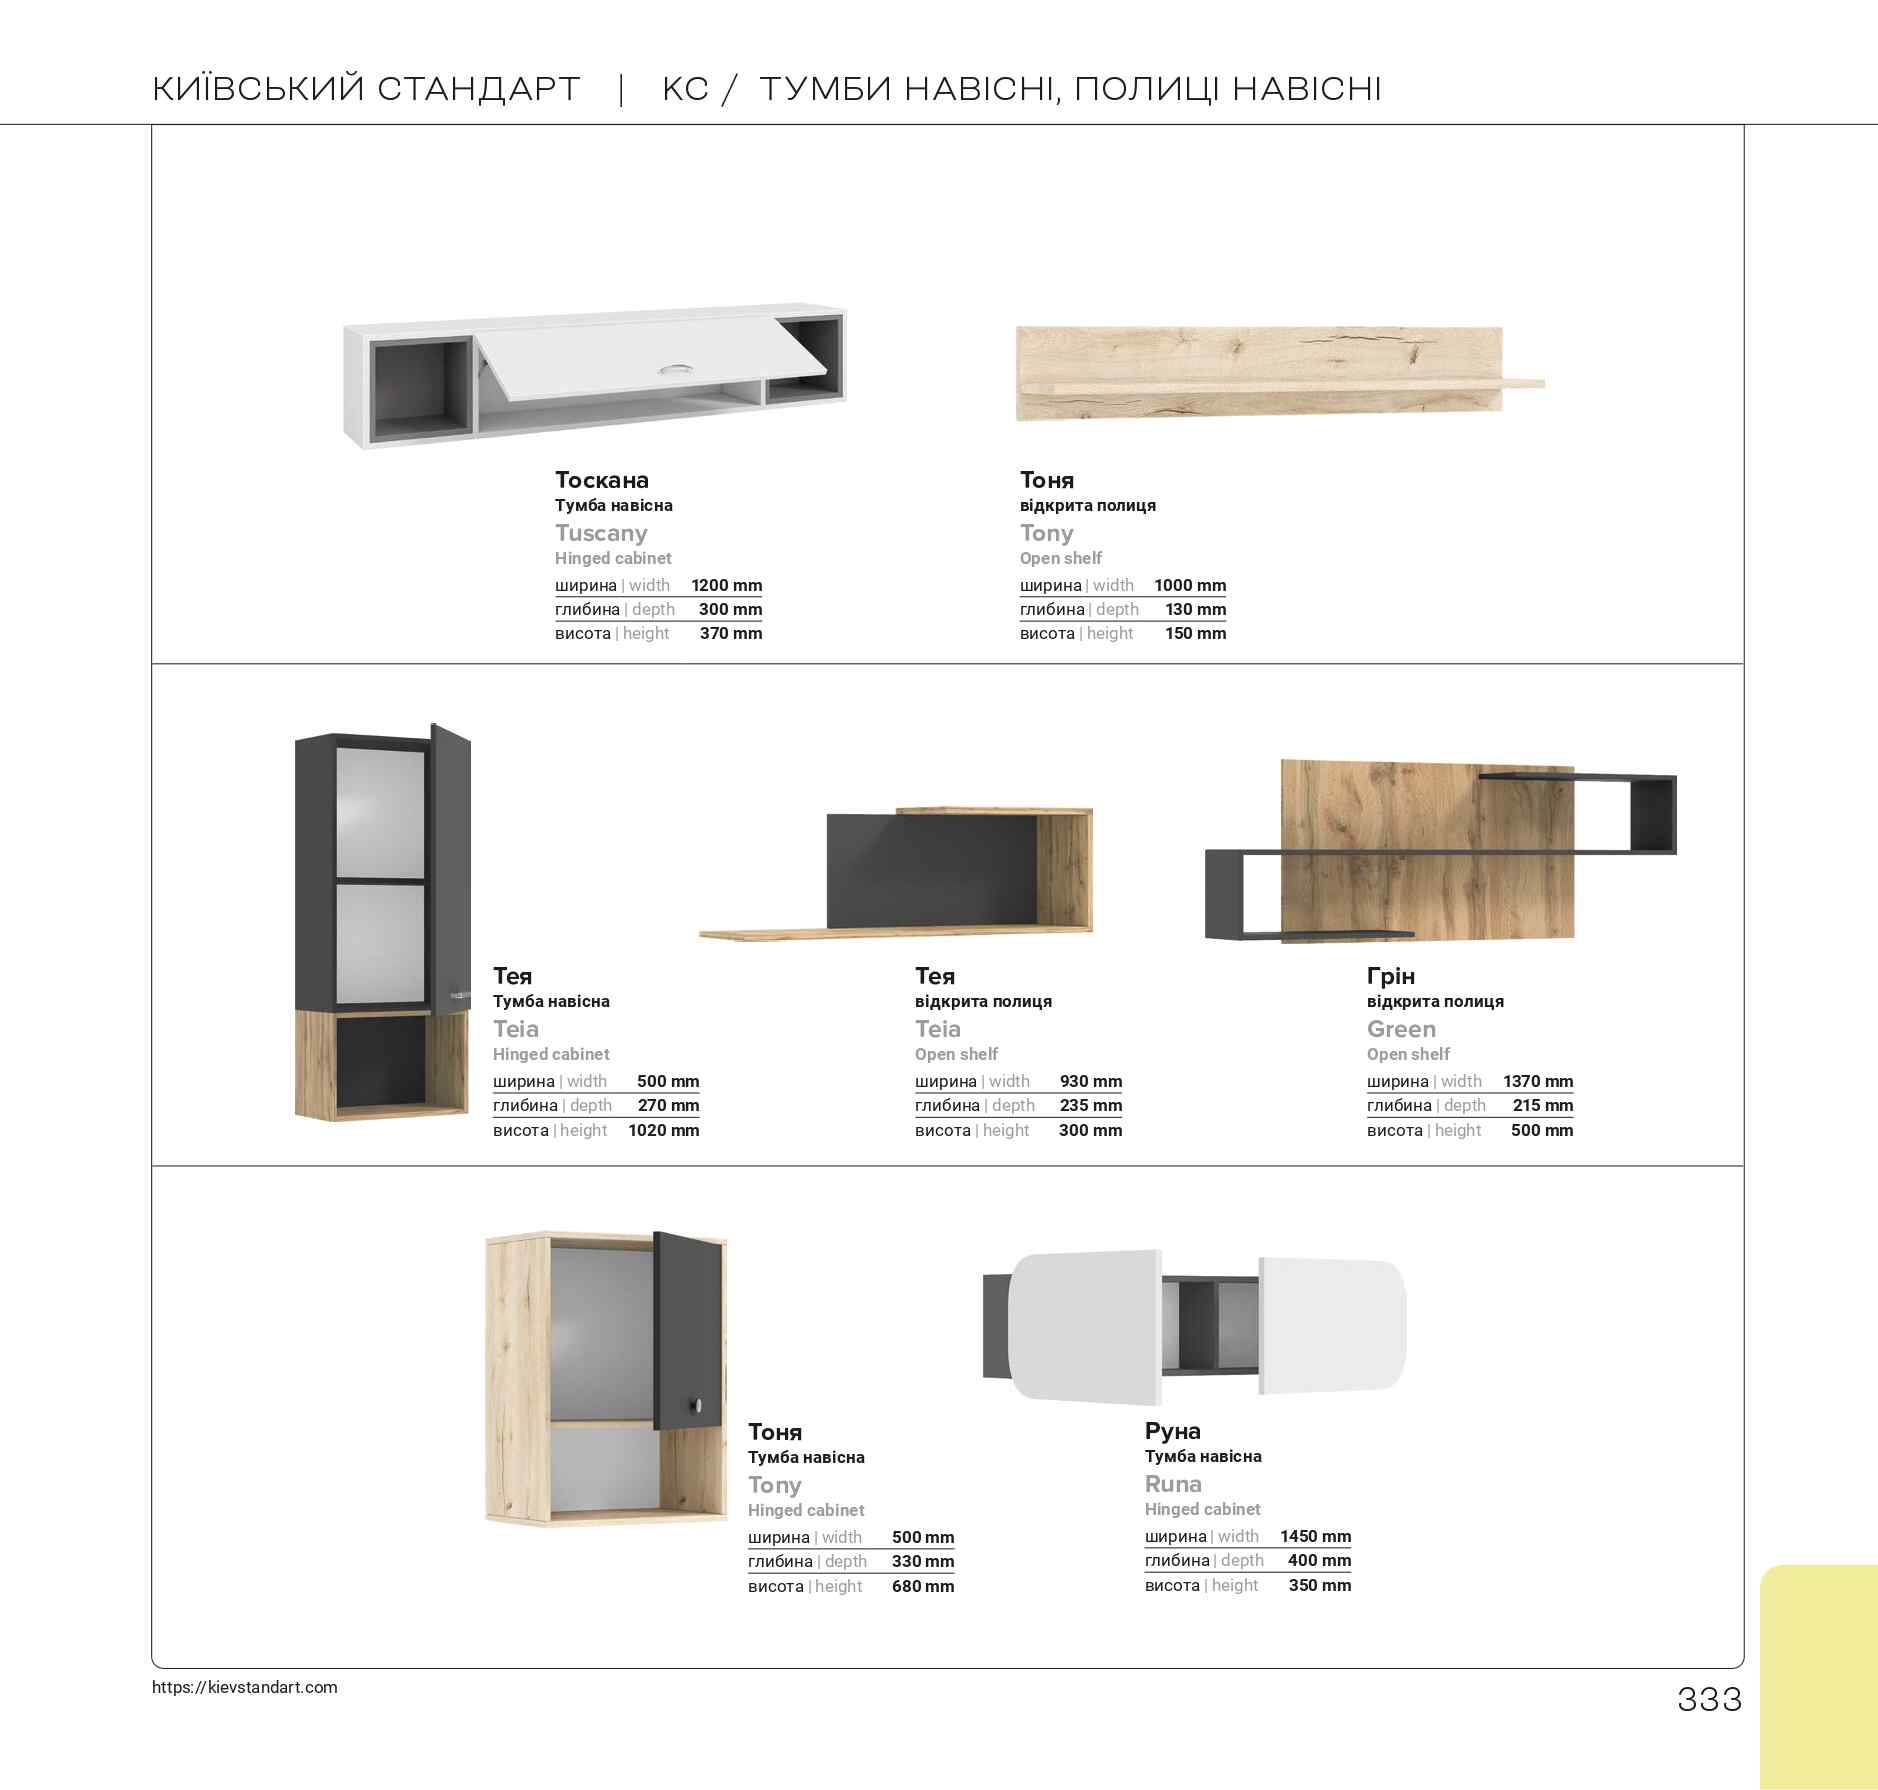 КИЇВСЬКИЙ СТАНДАРТ | КС / ТУМБИ НАВІСНІ, ПОЛИЦІ НАВІСНІ
Тоскана
Тумба навісна
Tuscany
Hinged cabinet
ширина | width 1200 mm
глибина | depth 300 mm
висота | height 370 mm
Тоня
відкрита полиця
Tony
Open shelf
ширина | width 1000 mm
глибина | depth 130 mm
висота | height 150 mm
Тея
Тумба навісна
Teia
Hinged cabinet
ширина | width 500 mm
глибина | depth 270 mm
висота | height 1020 mm
Тея
відкрита полиця
Teia
Open shelf
ширина | width 930 mm
глибина | depth 235 mm
висота | height 300 mm
Грін
відкрита полиця
Green
Open shelf
ширина | width 1370 mm
глибина | depth 215 mm
висота | height 500 mm
Тоня
Тумба навісна
Tony
Hinged cabinet
ширина | width 500 mm
глибина | depth 330 mm
висота | height 680 mm
Руна
Тумба навісна
Runa
Hinged cabinet
ширина | width 1450 mm
глибина | depth 400 mm
висота | height 350 mm
https://kievstandart.com
333